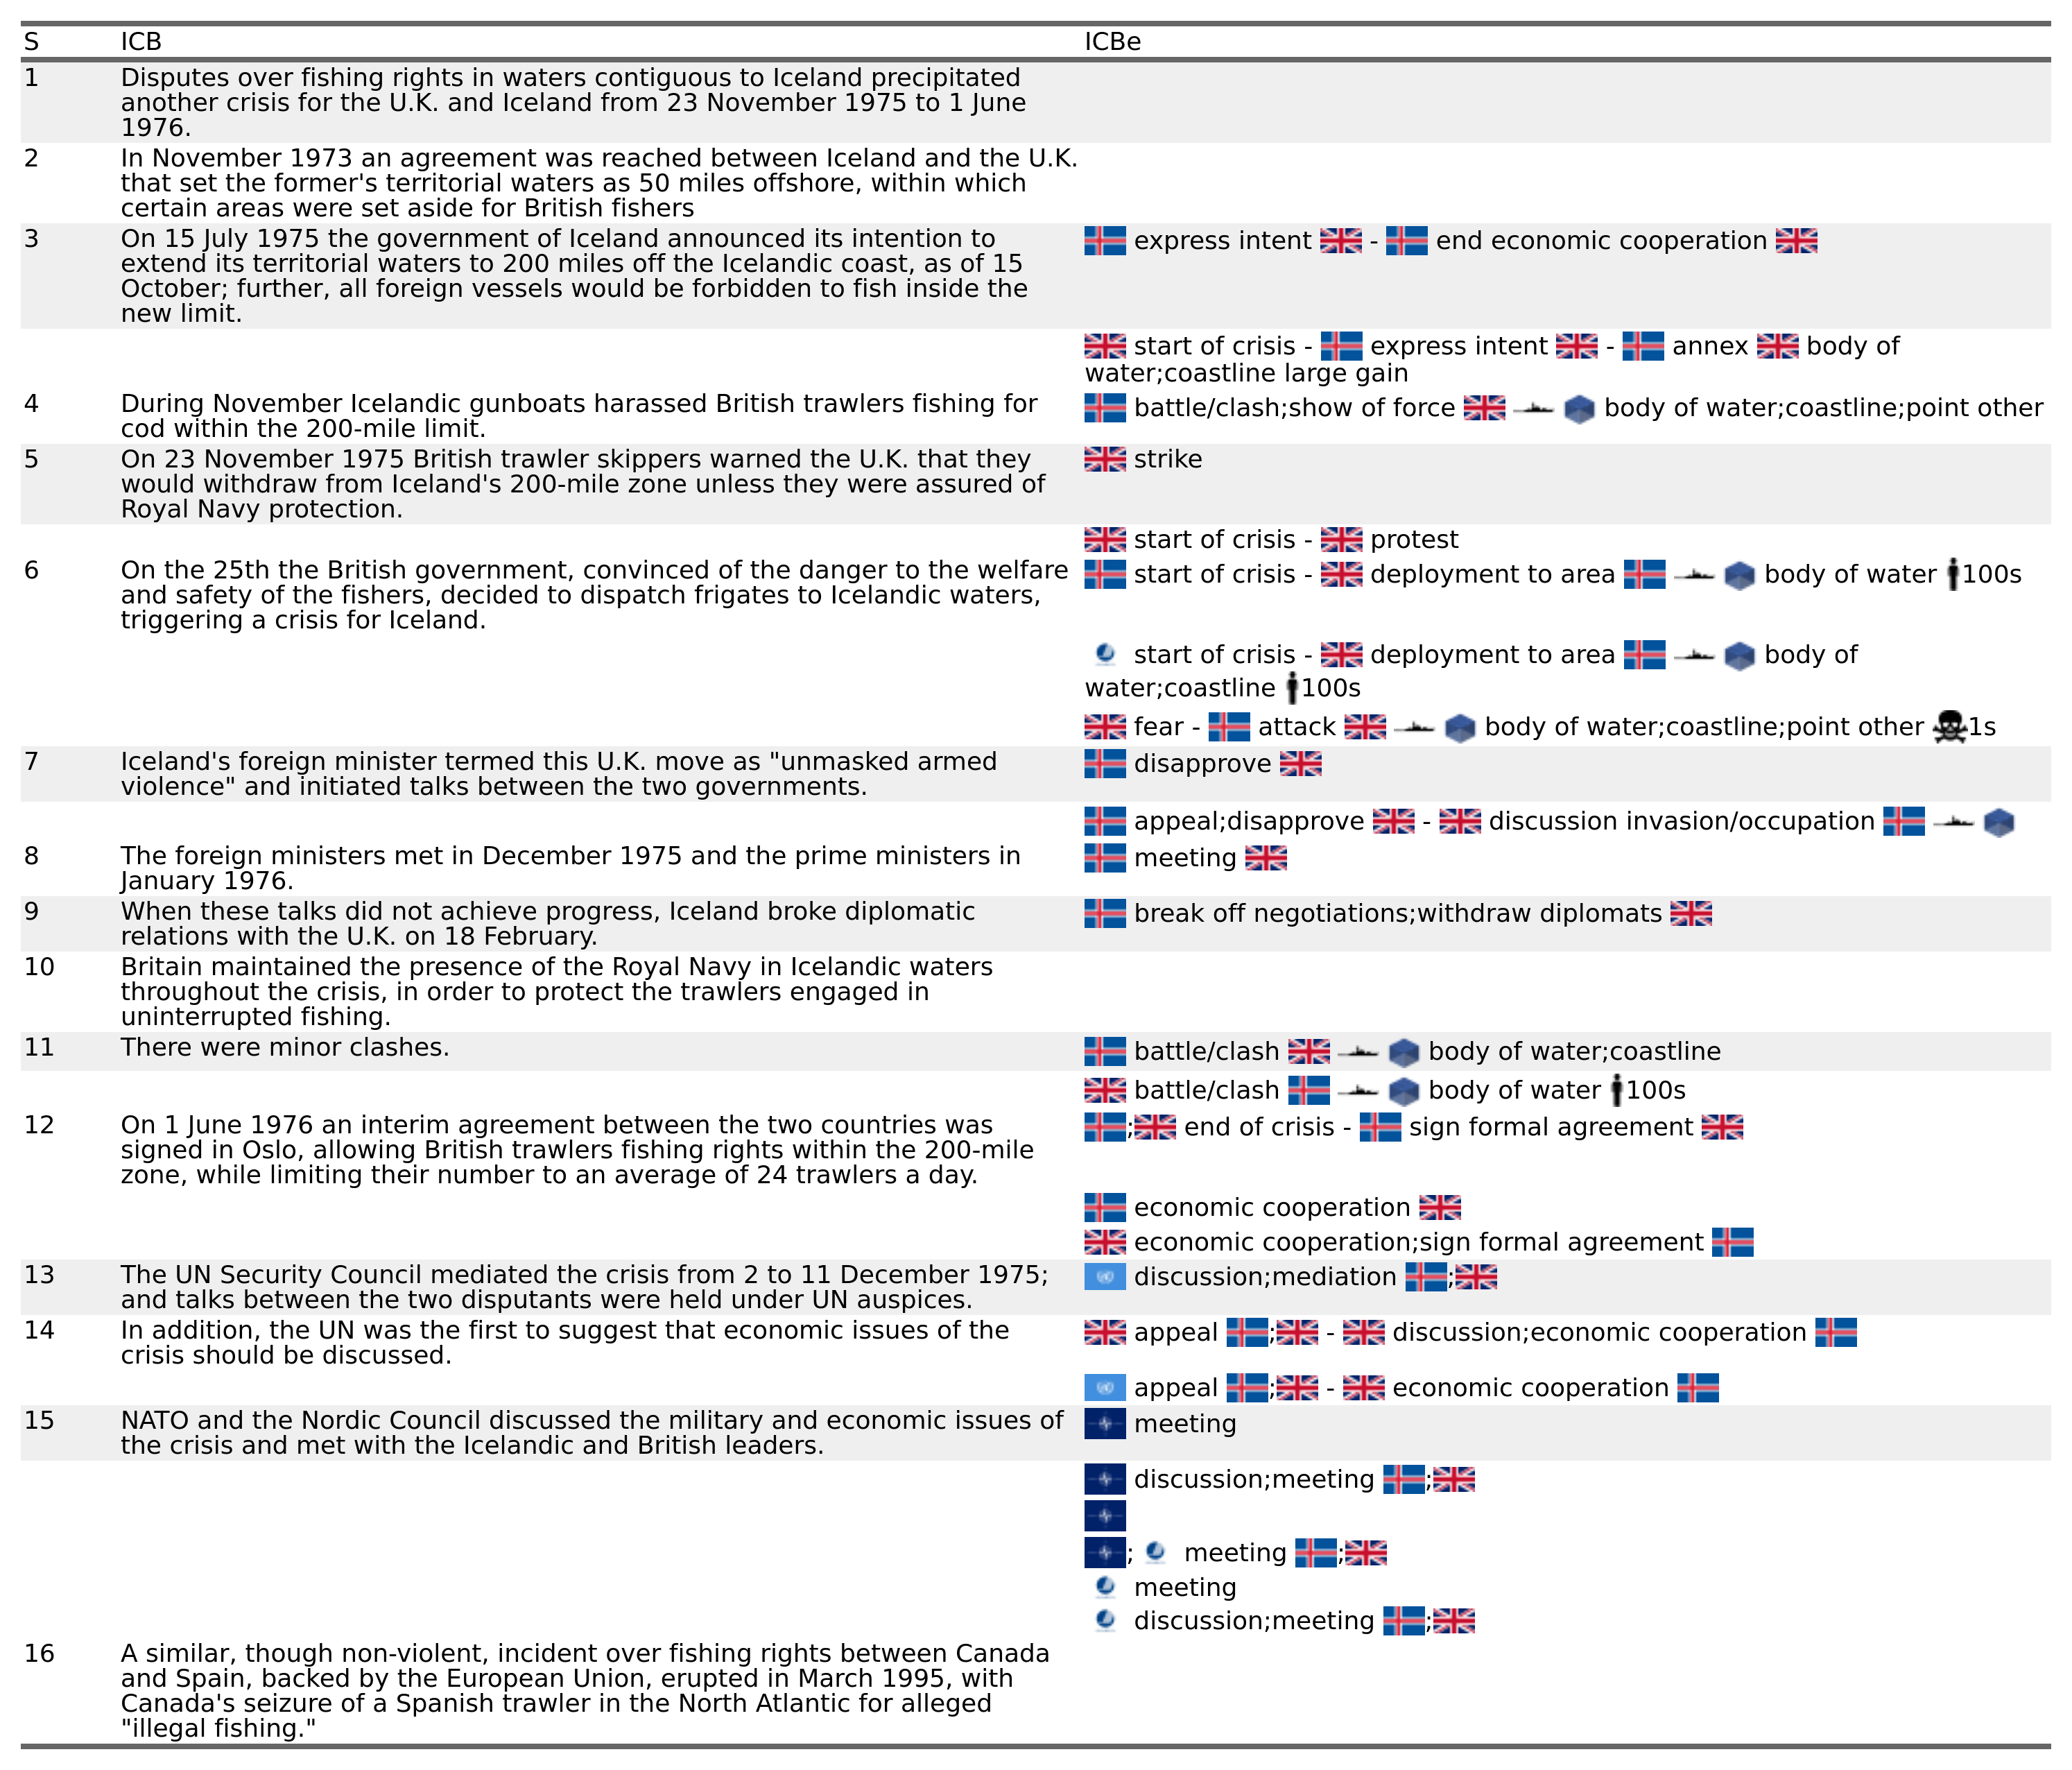 S ICB ICBe
1 Disputes over fishing rights in waters contiguous to Iceland precipitated
another crisis for the U.K. and Iceland from 23 November 1975 to 1 June
1976.
2 In November 1973 an agreement was reached between Iceland and the U.K.
that set the former's territorial waters as 50 miles offshore, within which
certain areas were set aside for British fishers
3 On 15 July 1975 the government of Iceland announced its intention to
extend its territorial waters to 200 miles off the Icelandic coast, as of 15
October; further, all foreign vessels would be forbidden to fish inside the
new limit.
express intent - end economic cooperation
start of crisis - express intent - annex body of
water;coastline large gain
4 During November Icelandic gunboats harassed British trawlers fishing for
cod within the 200-mile limit.
battle/clash;show of force body of water;coastline;point other
5 On 23 November 1975 British trawler skippers warned the U.K. that they
would withdraw from Iceland's 200-mile zone unless they were assured of
Royal Navy protection.
strike
start of crisis - protest
6 On the 25th the British government, convinced of the danger to the welfare
and safety of the fishers, decided to dispatch frigates to Icelandic waters,
triggering a crisis for Iceland.
start of crisis - deployment to area body of water 100s
start of crisis - deployment to area body of
water;coastline 100s
fear - attack body of water;coastline;point other 1s
7 Iceland's foreign minister termed this U.K. move as "unmasked armed
violence" and initiated talks between the two governments.
disapprove
appeal;disapprove - discussion invasion/occupation
8 The foreign ministers met in December 1975 and the prime ministers in
January 1976.
meeting
9 When these talks did not achieve progress, Iceland broke diplomatic
relations with the U.K. on 18 February.
break off negotiations;withdraw diplomats
10 Britain maintained the presence of the Royal Navy in Icelandic waters
throughout the crisis, in order to protect the trawlers engaged in
uninterrupted fishing.
11 There were minor clashes.
battle/clash body of water;coastline
battle/clash body of water 100s
12 On 1 June 1976 an interim agreement between the two countries was
signed in Oslo, allowing British trawlers fishing rights within the 200-mile
zone, while limiting their number to an average of 24 trawlers a day.
; end of crisis - sign formal agreement
economic cooperation
economic cooperation;sign formal agreement
13 The UN Security Council mediated the crisis from 2 to 11 December 1975;
and talks between the two disputants were held under UN auspices.
discussion;mediation ;
14 In addition, the UN was the first to suggest that economic issues of the
crisis should be discussed.
appeal ; - discussion;economic cooperation
appeal ; - economic cooperation
15 NATO and the Nordic Council discussed the military and economic issues of
the crisis and met with the Icelandic and British leaders.
meeting
discussion;meeting ;
; meeting ;
meeting
discussion;meeting ;
16 A similar, though non-violent, incident over fishing rights between Canada
and Spain, backed by the European Union, erupted in March 1995, with
Canada's seizure of a Spanish trawler in the North Atlantic for alleged
"illegal fishing."